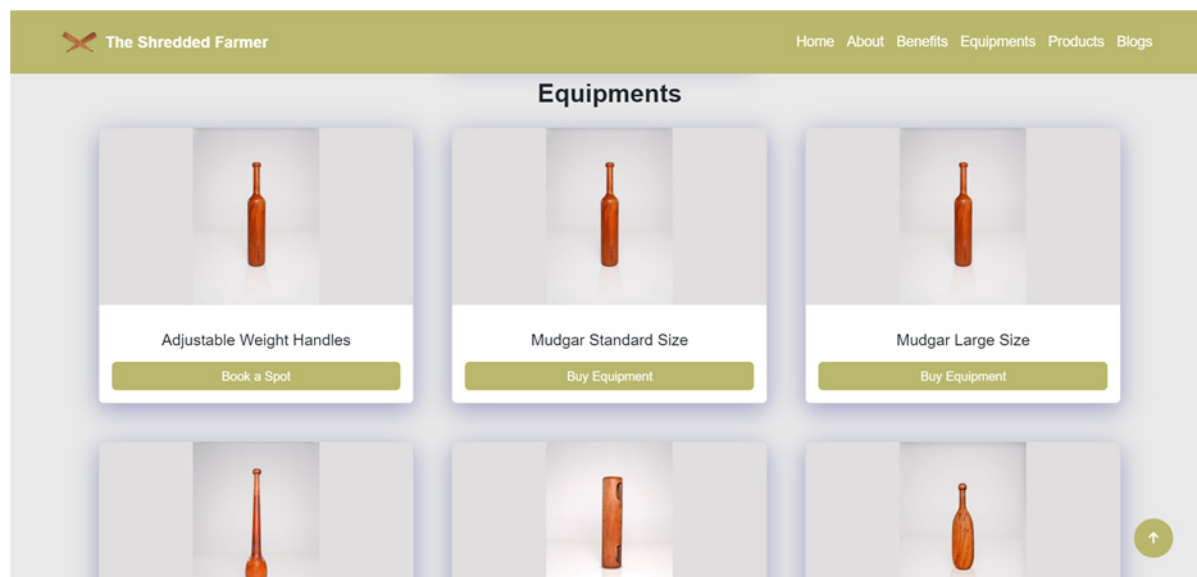 The Shredded Farmer
Home About Benefits Equipments Products Blogs
Equipments
Adjustable Weight Handles
Mudgar Standard Size
Mudgar Large Size
Book a Spot
Buy Equipment
Buy Equipment